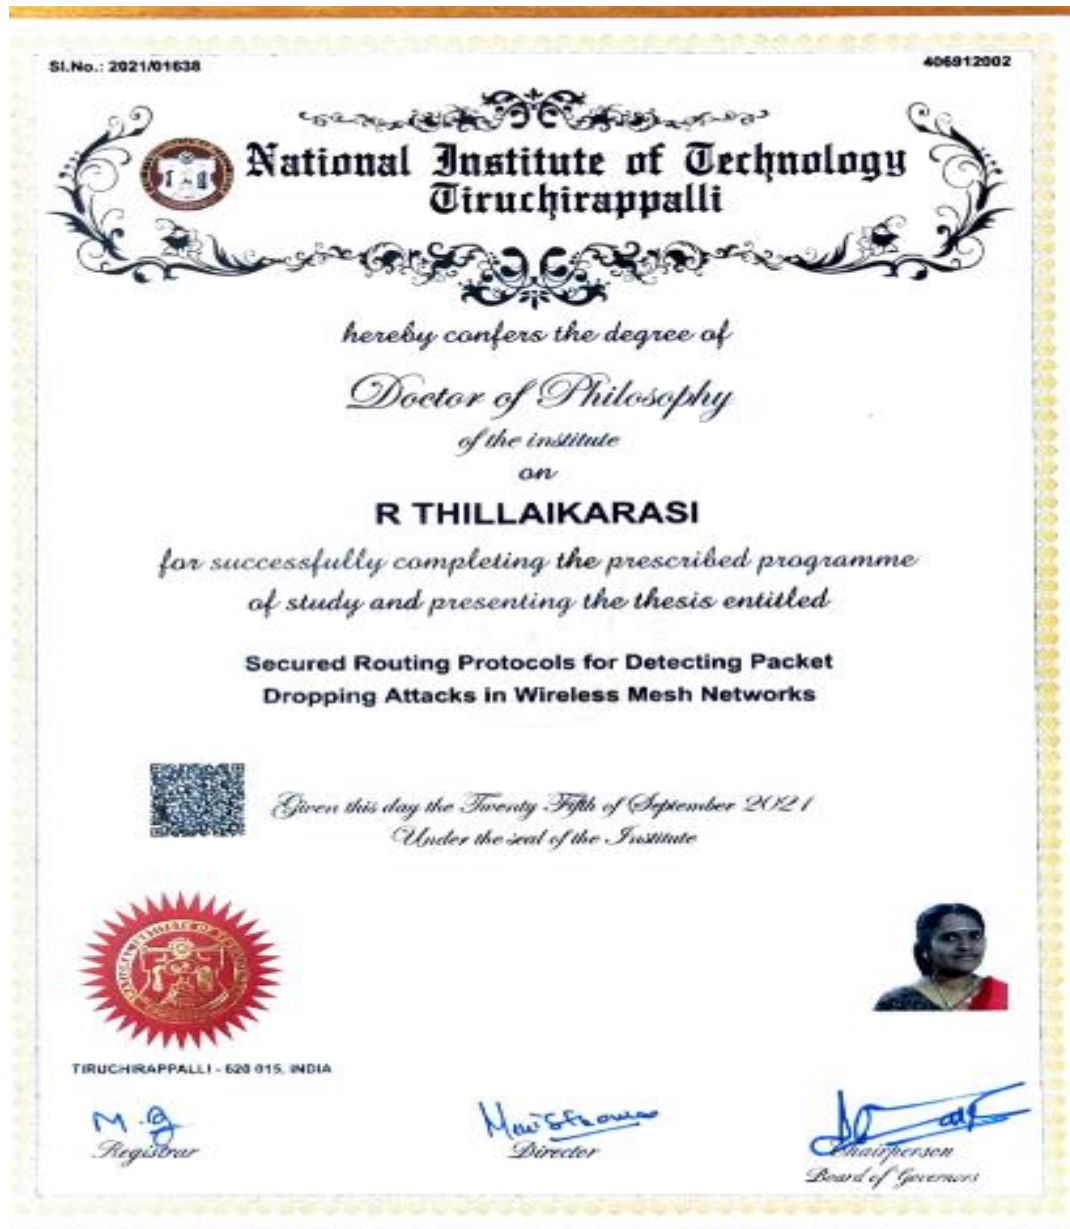 Sl.No.: 2021/01638
406912002
National Institute of Technology
Tiruchirappalli
hereby confers the degree of
Doctor of Philosophy
of the institute
on
R THILLAIKARASI
for successfully completing the prescribed programme
of study and presenting the thesis entitled
Secured Routing Protocols for Detecting Packet
Dropping Attacks in Wireless Mesh Networks
Given this day the Twenty Fifth of September 2021
Under the seal of the Institute
TIRUCHIRAPPALLI - 620 015, INDIA
Registrar
Director
Chairperson
Board of Governors